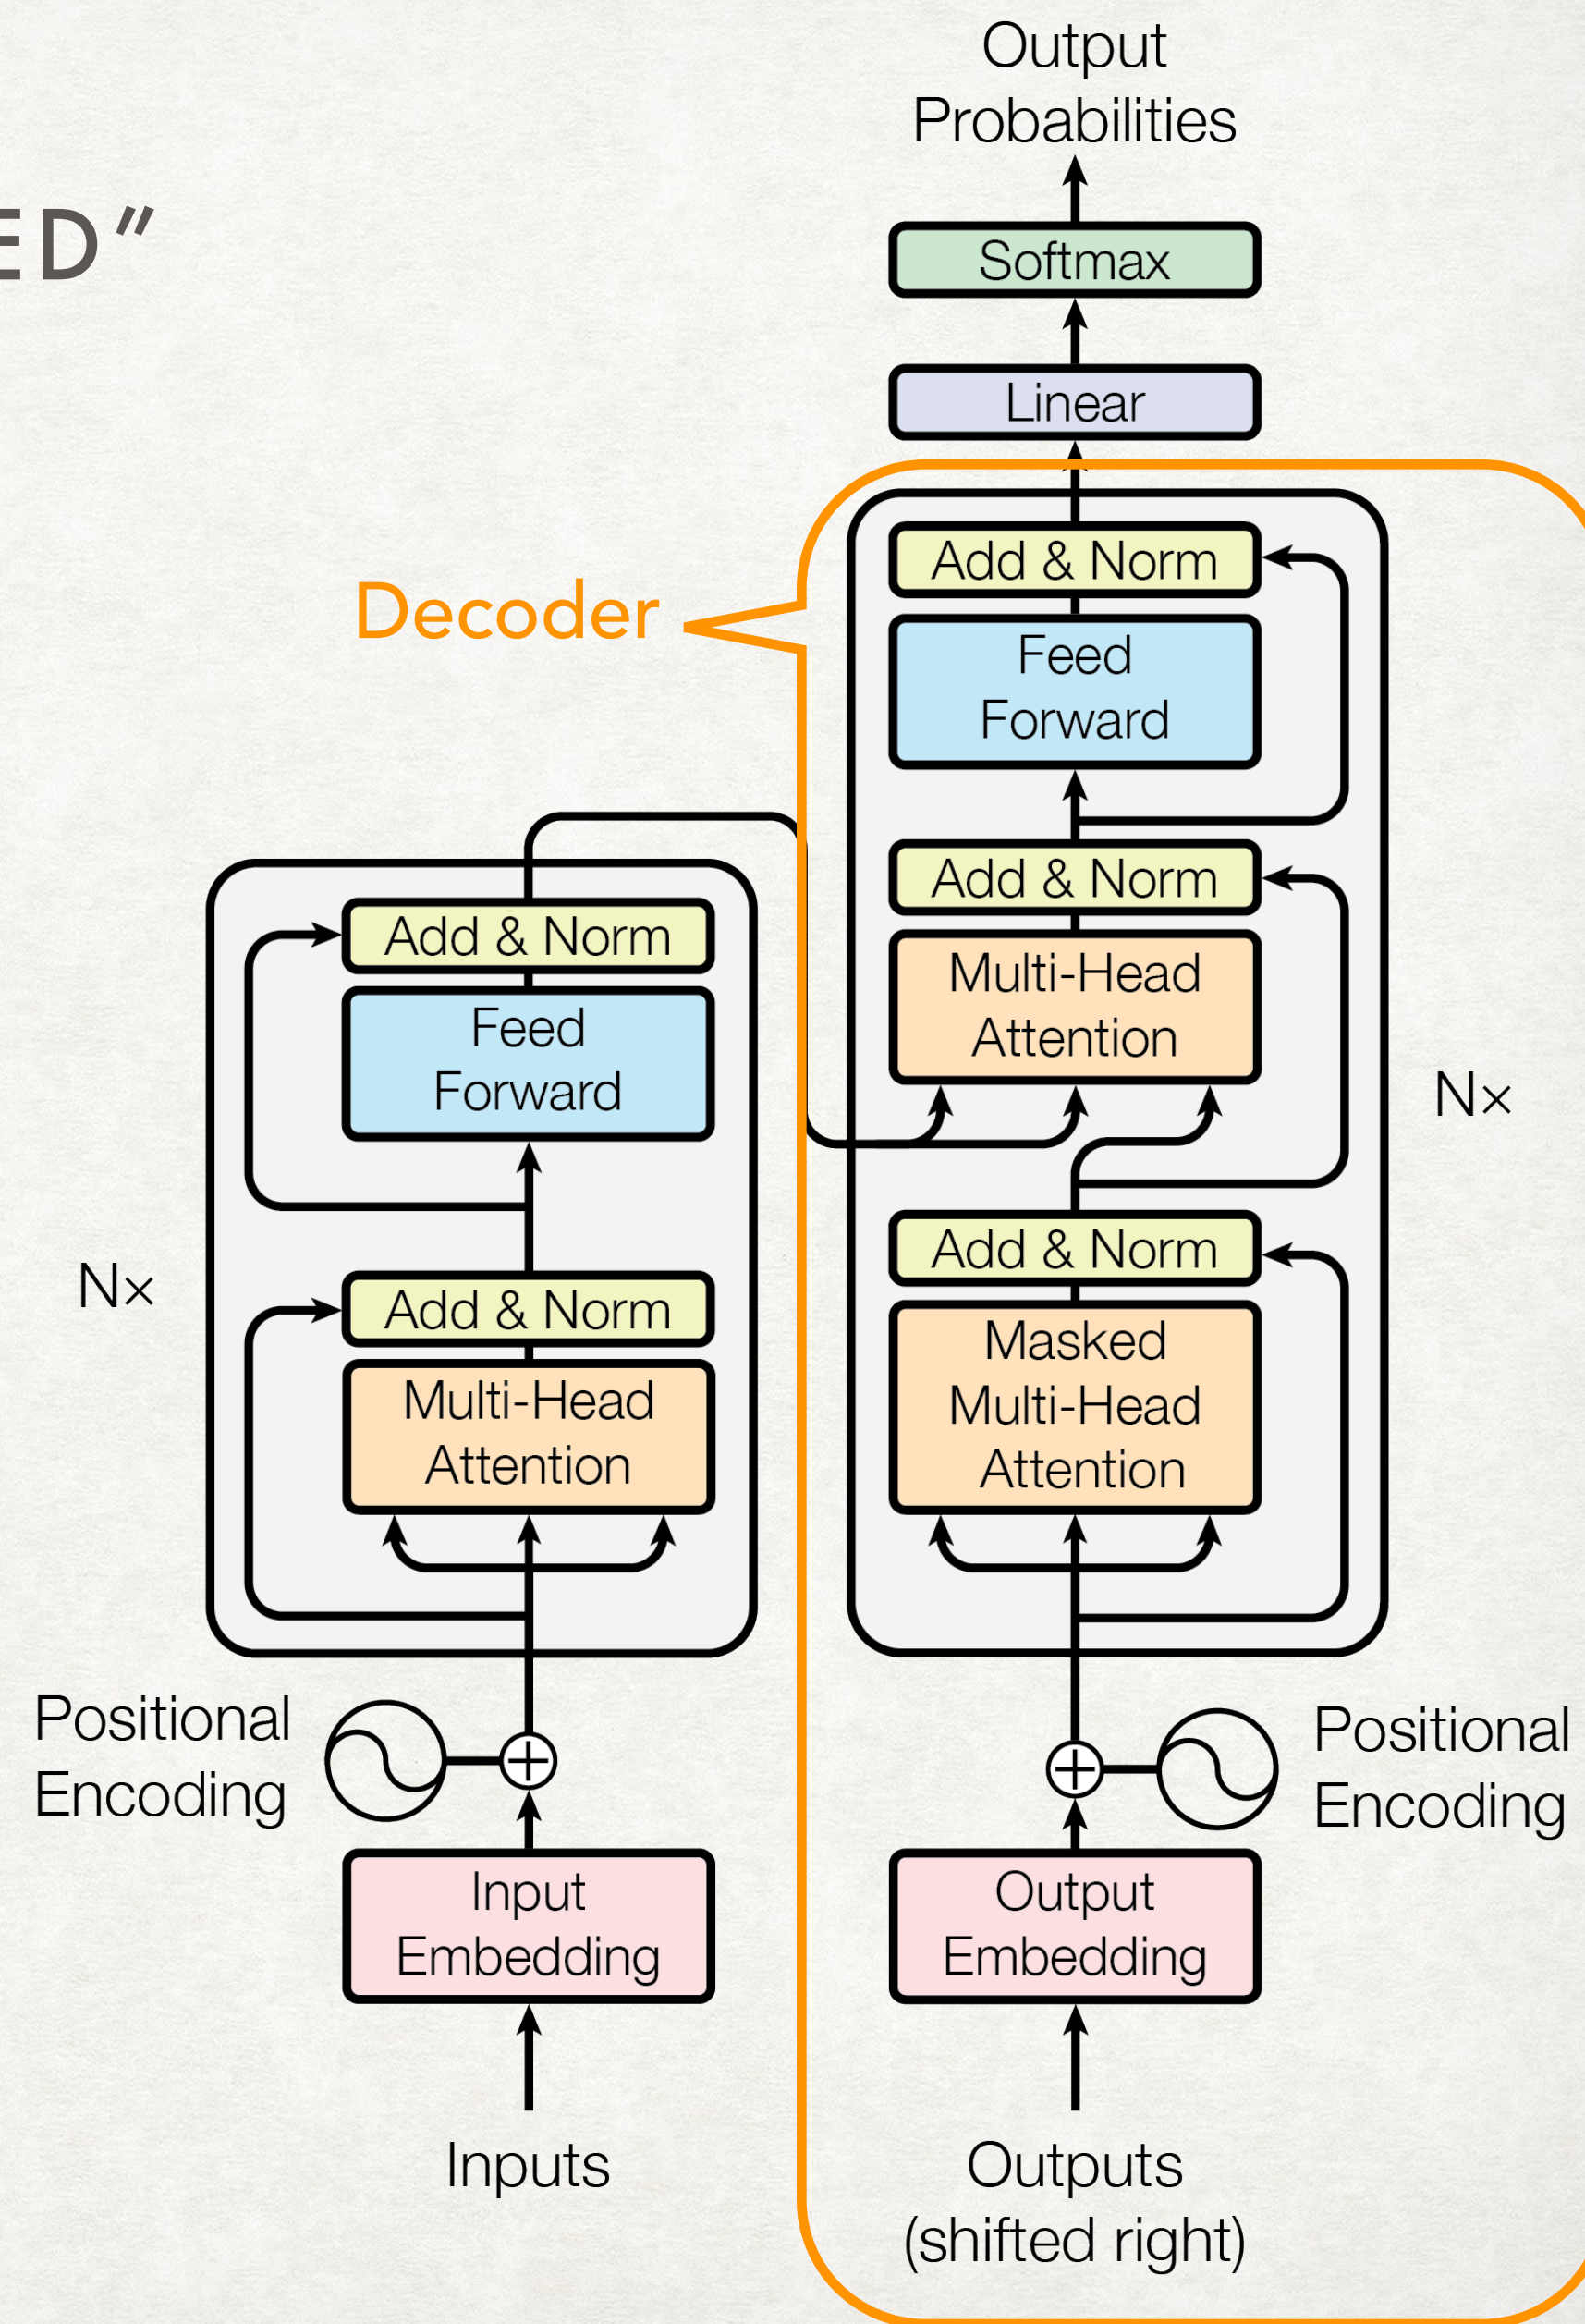 ED”
Output
Probabilities
Softmax
Linear
Decoder
Add & Norm
Feed
Forward
Add & Norm
Multi-Head
Attention
Nx
Add & Norm
Masked
Multi-Head
Attention
Add & Norm
Feed
Forward
Nx
Add & Norm
Multi-Head
Attention
Positional
Encoding
Positional
Encoding
Input
Embedding
Output
Embedding
Inputs
Outputs
(shifted right)